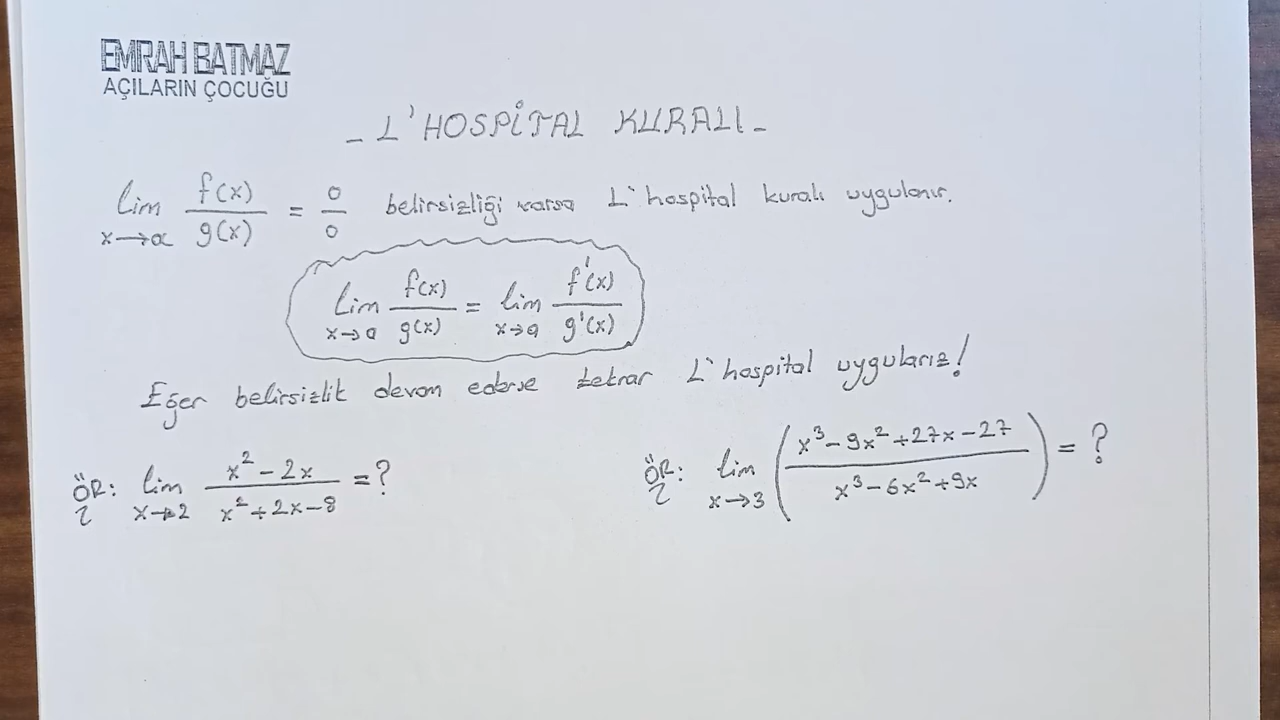 EMRAH BATMAZ
AÇILARIN ÇOCUĞU
- L'HOSPİTAL KURALI -
lim x→a f(x)/g(x) = 0/0 belirsizliği varsa L'hospital kuralı uygulanır.
lim x→a f(x)/g(x) = lim x→a f'(x)/g'(x)
Eğer belirsizlik devam ederse tekrar L'hospital uygularız!
ÖR: lim x→2 x²-2x / x²+2x-8 = ?
ÖR: lim x→3 (x³-9x²+27x-27 / x³-6x²+9x) = ?